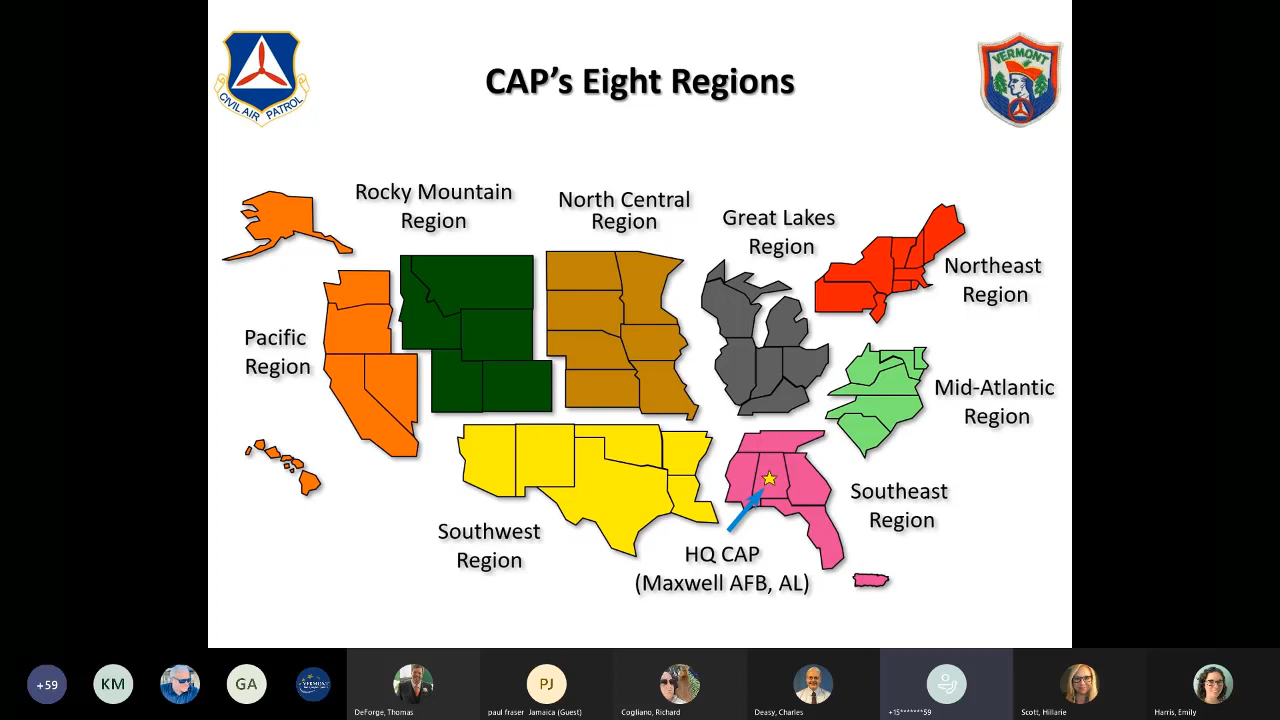 CAP's Eight Regions
CIVIL AIR PATROL
VERMONT
Rocky Mountain
Region
North Central
Region
Great Lakes
Region
Northeast
Region
Pacific
Region
Mid-Atlantic
Region
Southwest
Region
Southeast
Region
HQ CAP
(Maxwell AFB, AL)
+59
KM
GA
VERMONT
PJ
DeForge, Thomas
paul fraser Jamaica (Guest)
Cogliano, Richard
Deasy, Charles
+15*******59
Scott, Hillarie
Harris, Emily